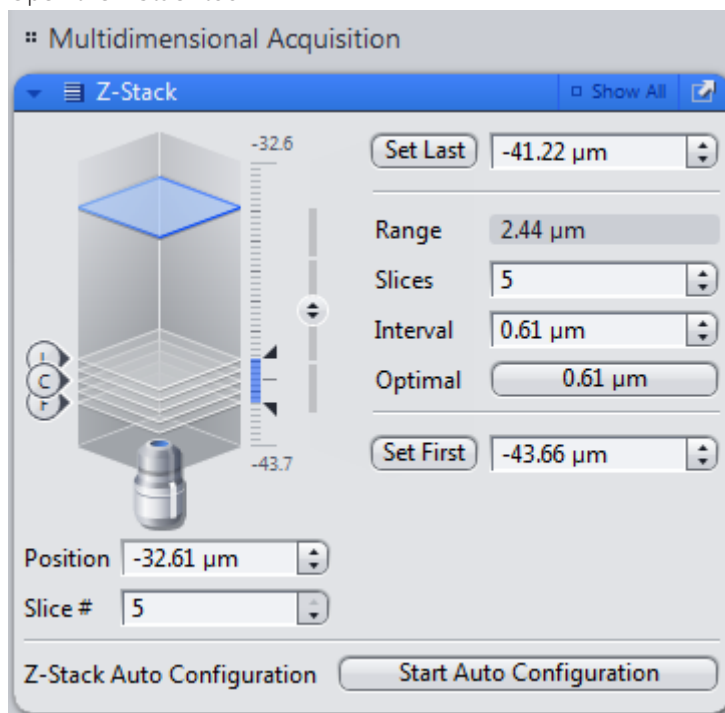 Multidimensional Acquisition
Z-Stack
Show All
-32.6
Set Last -41.22 µm
Range 2.44 µm
Slices 5
Interval 0.61 µm
C
Optimal 0.61 µm
-43.7
Set First -43.66 µm
Position -32.61 µm
Slice # 5
Z-Stack Auto Configuration Start Auto Configuration